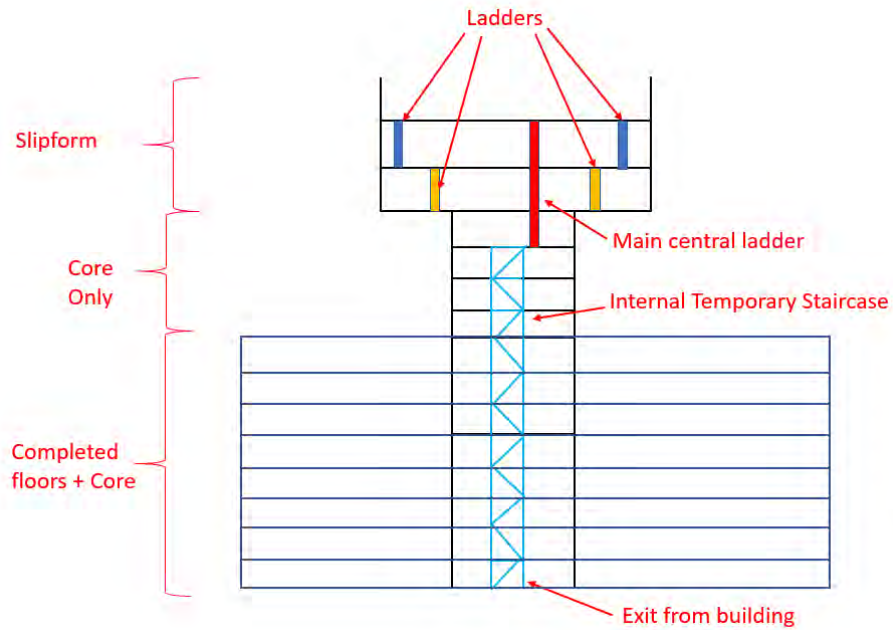 Ladders
Slipform
Main central ladder
Core
Only
Internal Temporary Staircase
Completed
floors + Core
Exit from building